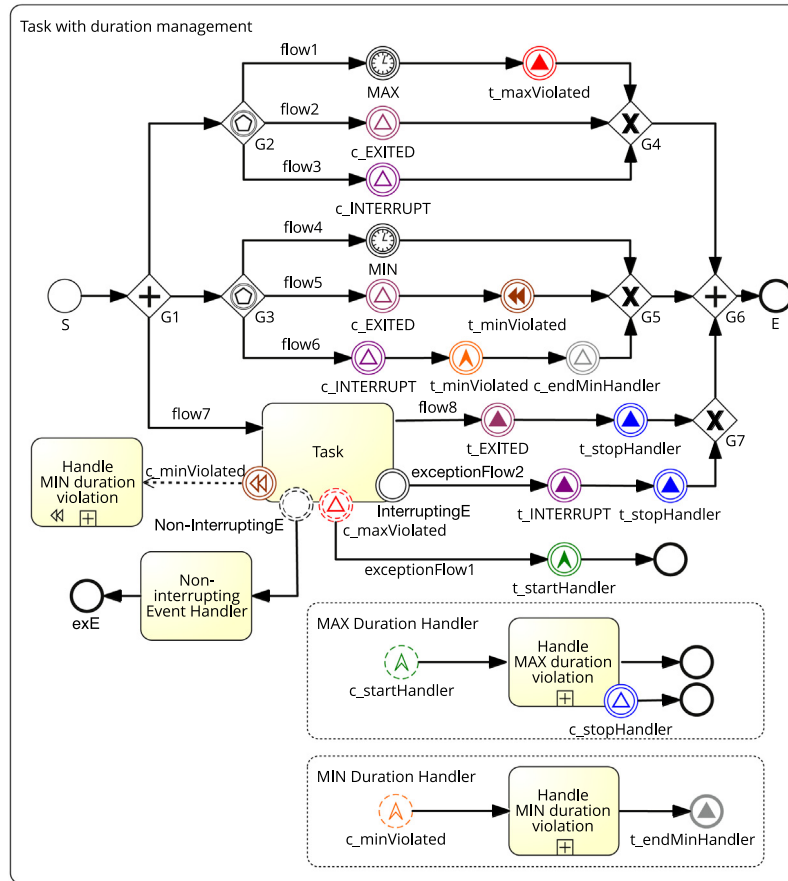 Task with duration management
flow1
MAX
t_maxViolated
flow2
G2
c_EXITED
G4
flow3
c_INTERRUPT
flow4
MIN
flow5
S
G1
G3
c_EXITED
t_minViolated
G5
G6
E
flow6
c_INTERRUPT
t_minViolated
c_endMinHandler
flow7
Task
flow8
t_EXITED
t_stopHandler
G7
Handle
MIN duration
violation
c_minViolated
exceptionFlow2
InterruptingE
t_INTERRUPT
t_stopHandler
Non-InterruptingE
c_maxViolated
exceptionFlow1
t_startHandler
Non-
interrupting
Event Handler
exE
MAX Duration Handler
c_startHandler
Handle
MAX duration
violation
c_stopHandler
MIN Duration Handler
c_minViolated
Handle
MIN duration
violation
t_endMinHandler